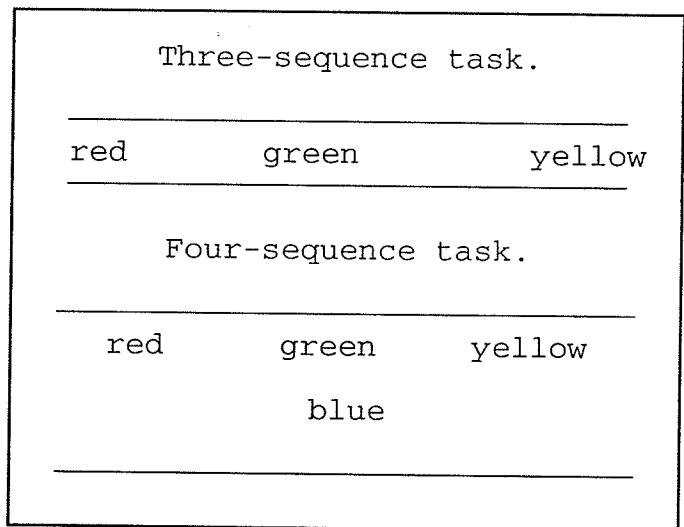 Three-sequence task.
red green yellow
Four-sequence task.
red green yellow
blue